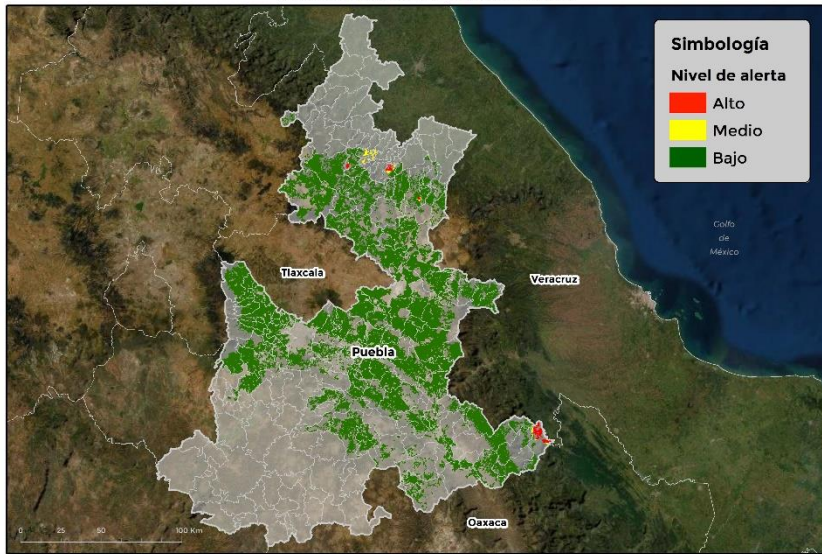 Simbología
Nivel de alerta
Alto
Medio
Bajo
Golfo
de
México
Tlaxcala
Veracruz
Puebla
Oaxaca
0 25 50 100 Km